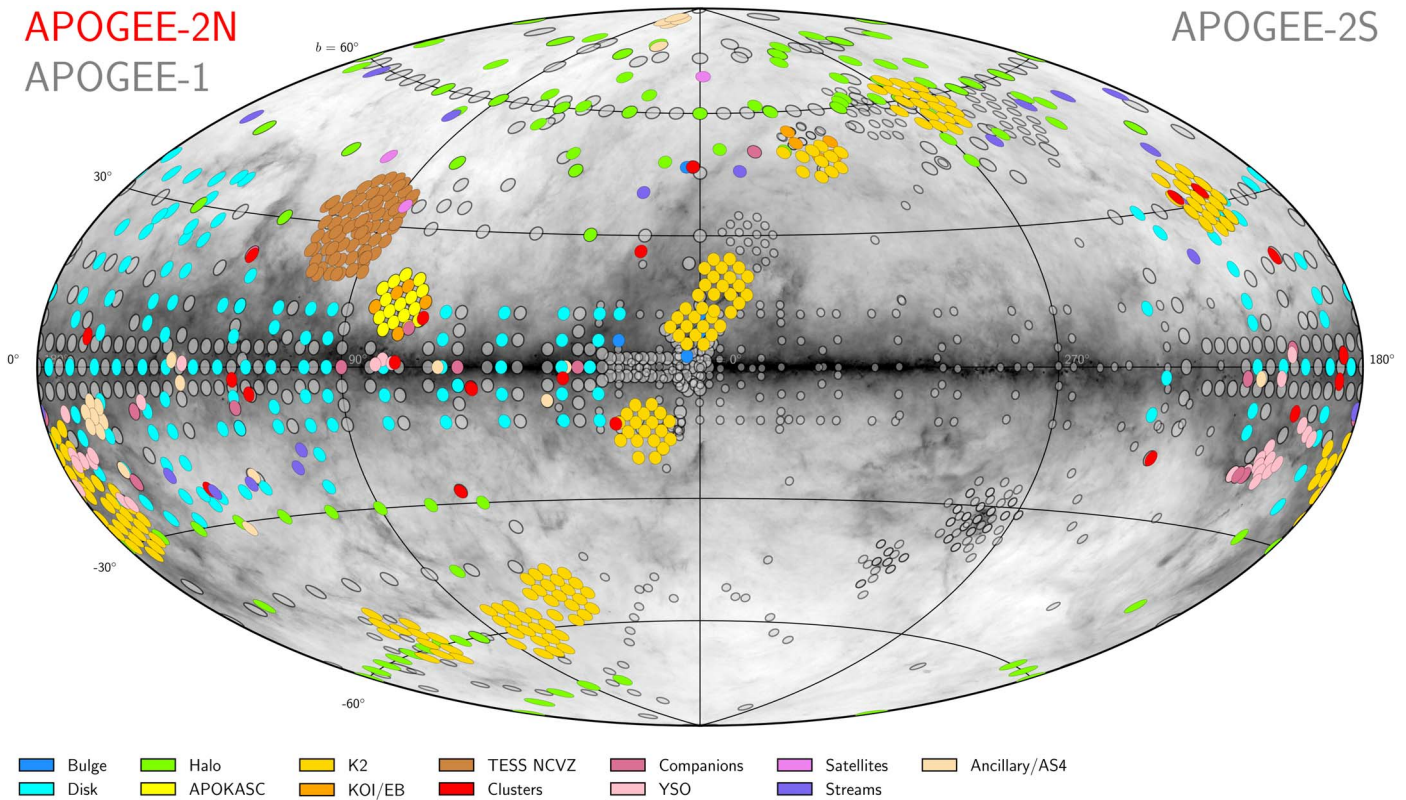 APOGEE-2N
APOGEE-1
APOGEE-2S
b = 60°
30°
0°
90°
0°
270°
180°
-30°
-60°
Bulge Halo K2 TESS NCVZ Companions Satellites Ancillary/AS4
Disk APOKASC KOI/EB Clusters YSO Streams